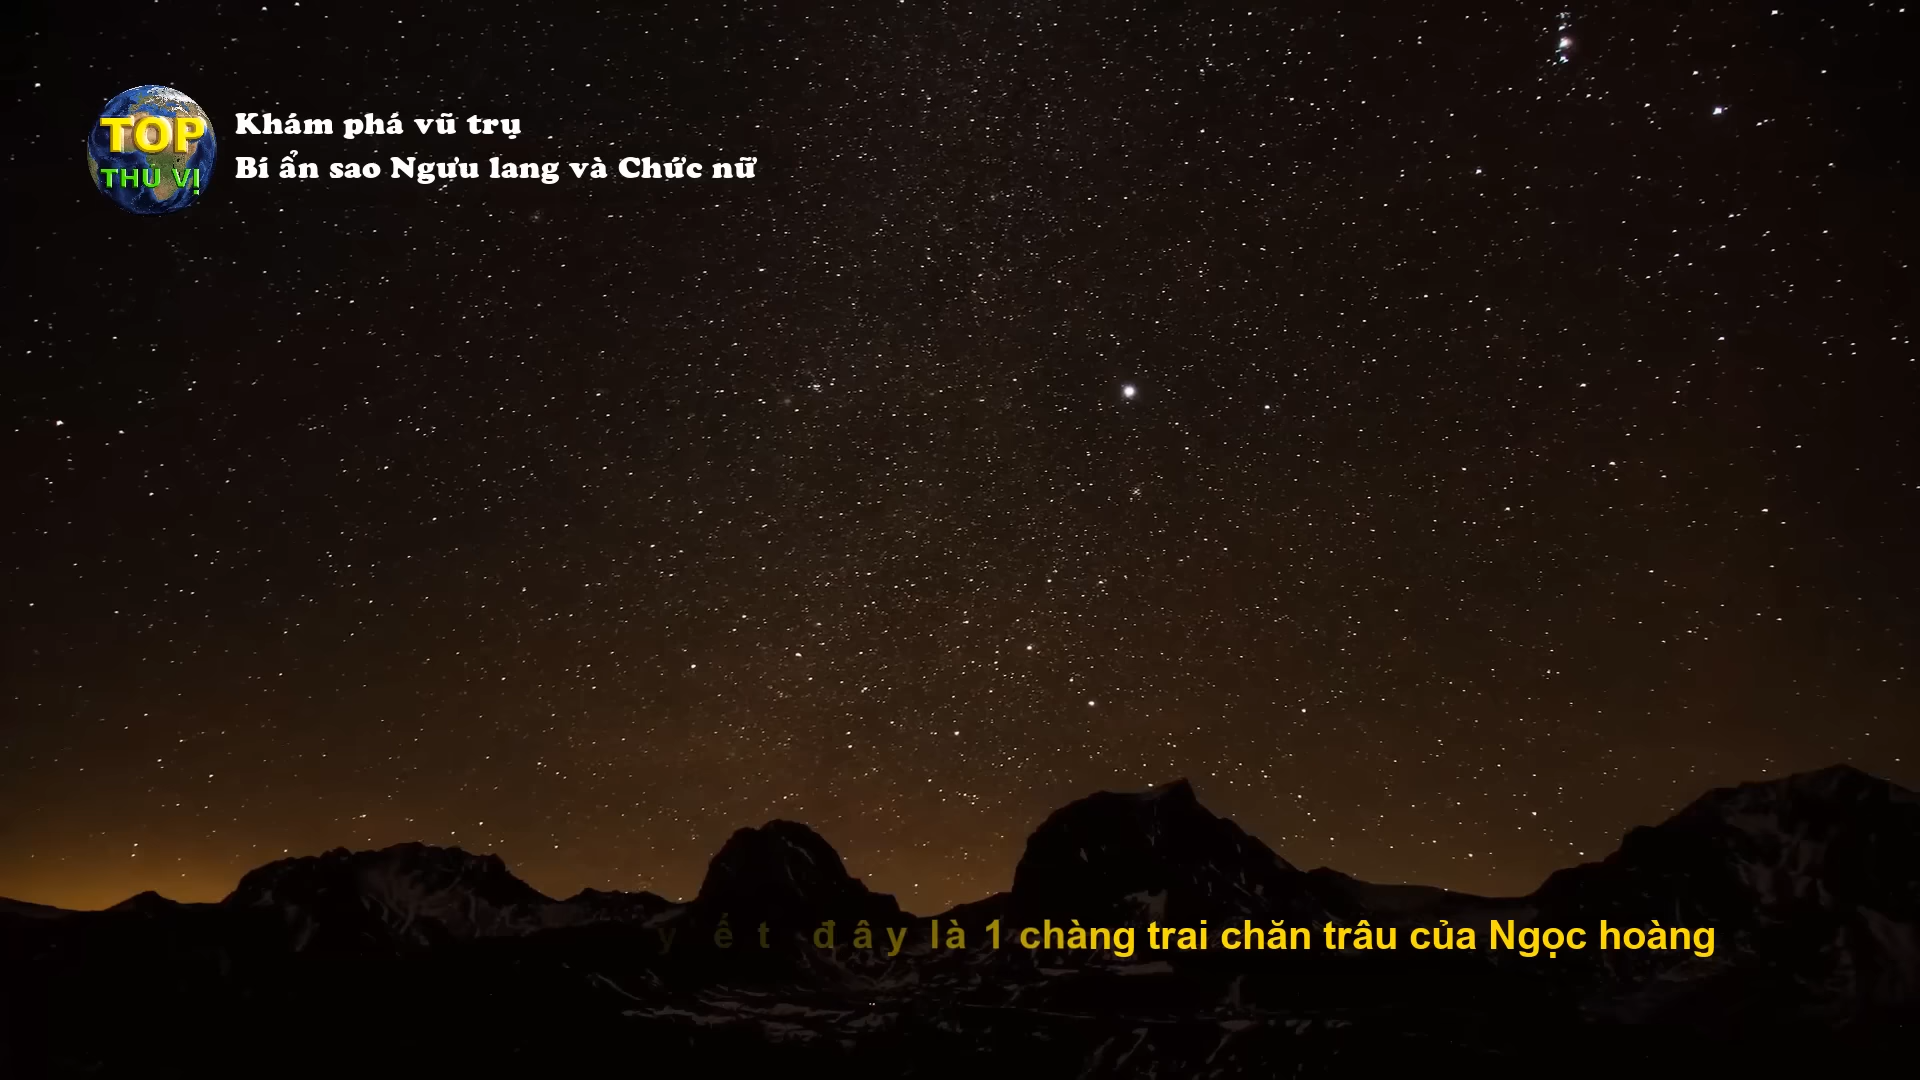 TOP
THÚ VỊ
Khám phá vũ trụ
Bí ẩn sao Ngưu lang và Chức nữ
đây là 1 chàng trai chăn trâu của Ngọc hoàng